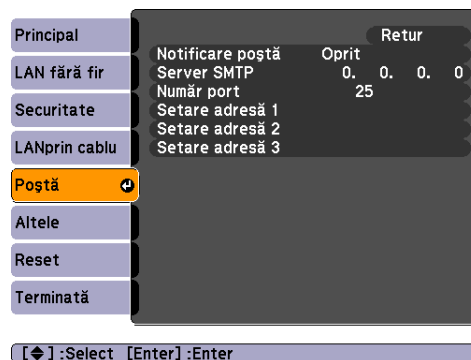 Principal
LAN fără fir
Securitate
LANprin cablu
Poştă
Altele
Reset
Terminată
Retur
Notificare poştă Oprit
Server SMTP 0. 0. 0. 0
Număr port 25
Setare adresă 1
Setare adresă 2
Setare adresă 3
[◆] :Select [Enter] :Enter